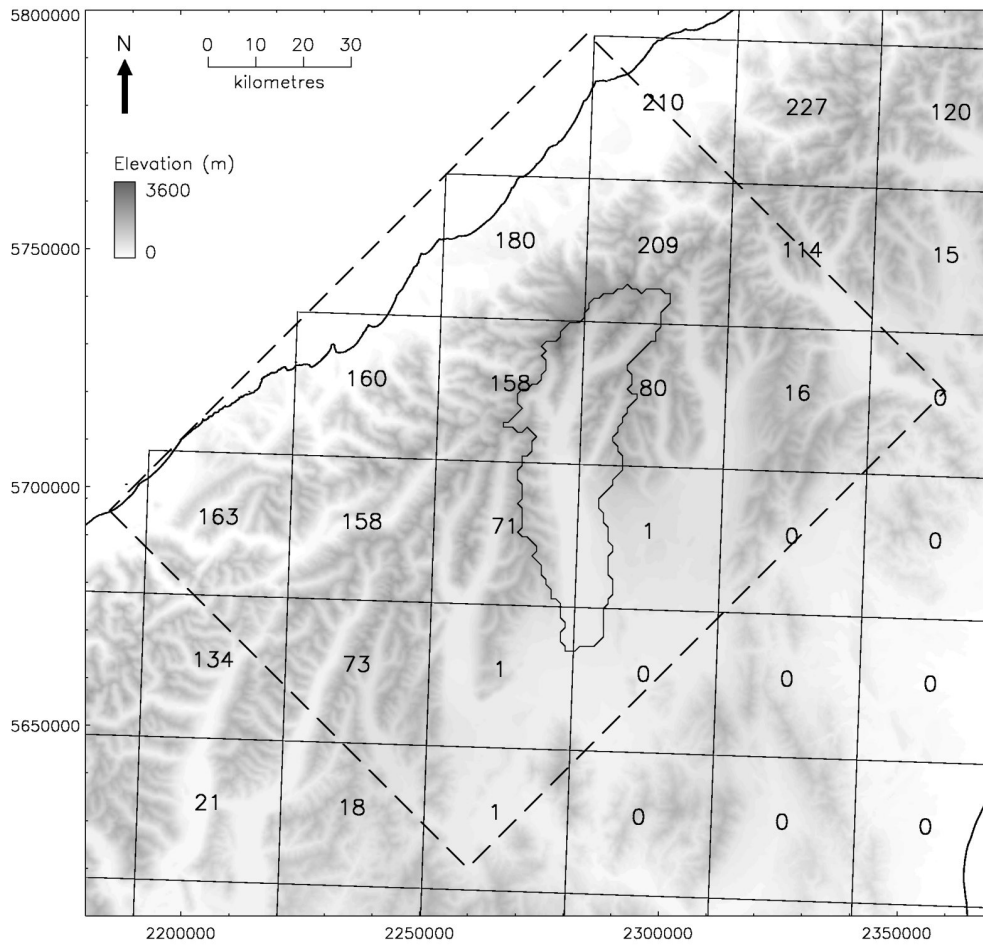 5800000
N
0 10 20 30
kilometres
210 227 120
Elevation (m)
3600
0
5750000
180 209 114 15
160 158 80 16 0
5700000
163 158 71 1 0 0
134 73 1 0 0 0
5650000
21 18 1 0 0 0
2200000 2250000 2300000 2350000